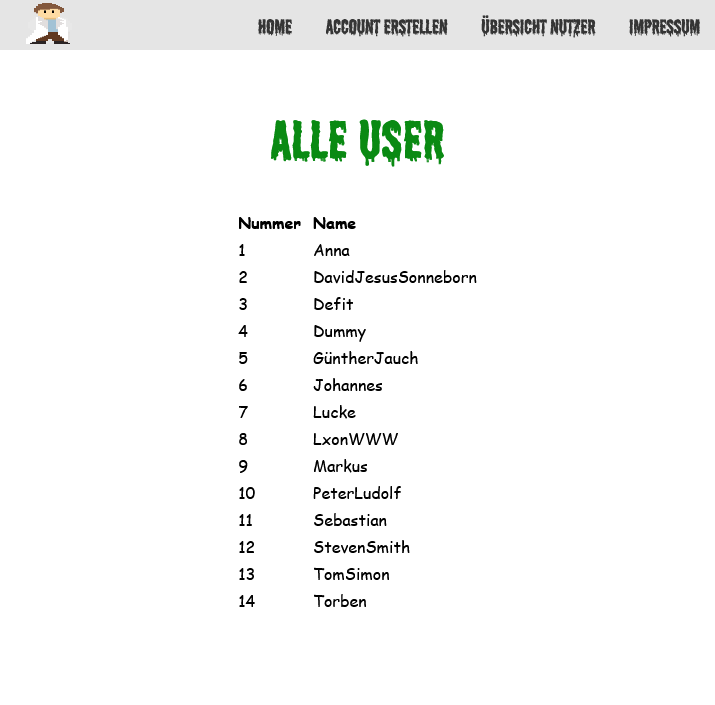 HOME ACCOUNT ERSTELLEN ÜBERSICHT NUTZER IMPRESSUM
ALLE USER
Nummer Name
1 Anna
2 DavidJesusSonneborn
3 Defit
4 Dummy
5 GüntherJauch
6 Johannes
7 Lucke
8 LxonWWW
9 Markus
10 PeterLudolf
11 Sebastian
12 StevenSmith
13 TomSimon
14 Torben